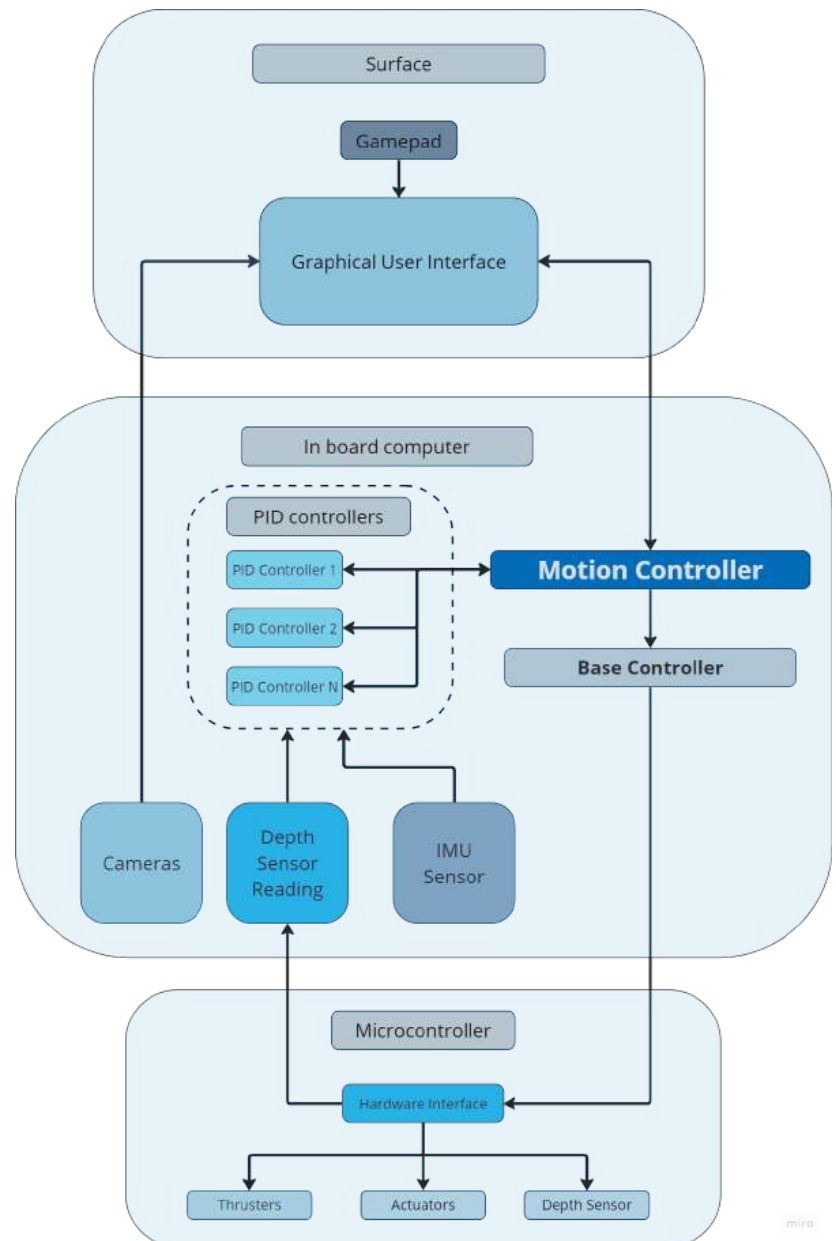 Surface
Gamepad
Graphical User Interface
In board computer
PID controllers
PID Controller 1
Motion Controller
PID Controller 2
Base Controller
PID Controller N
Cameras
Depth
Sensor
Reading
IMU
Sensor
Microcontroller
Hardware Interface
Thrusters
Actuators
Depth Sensor
miro